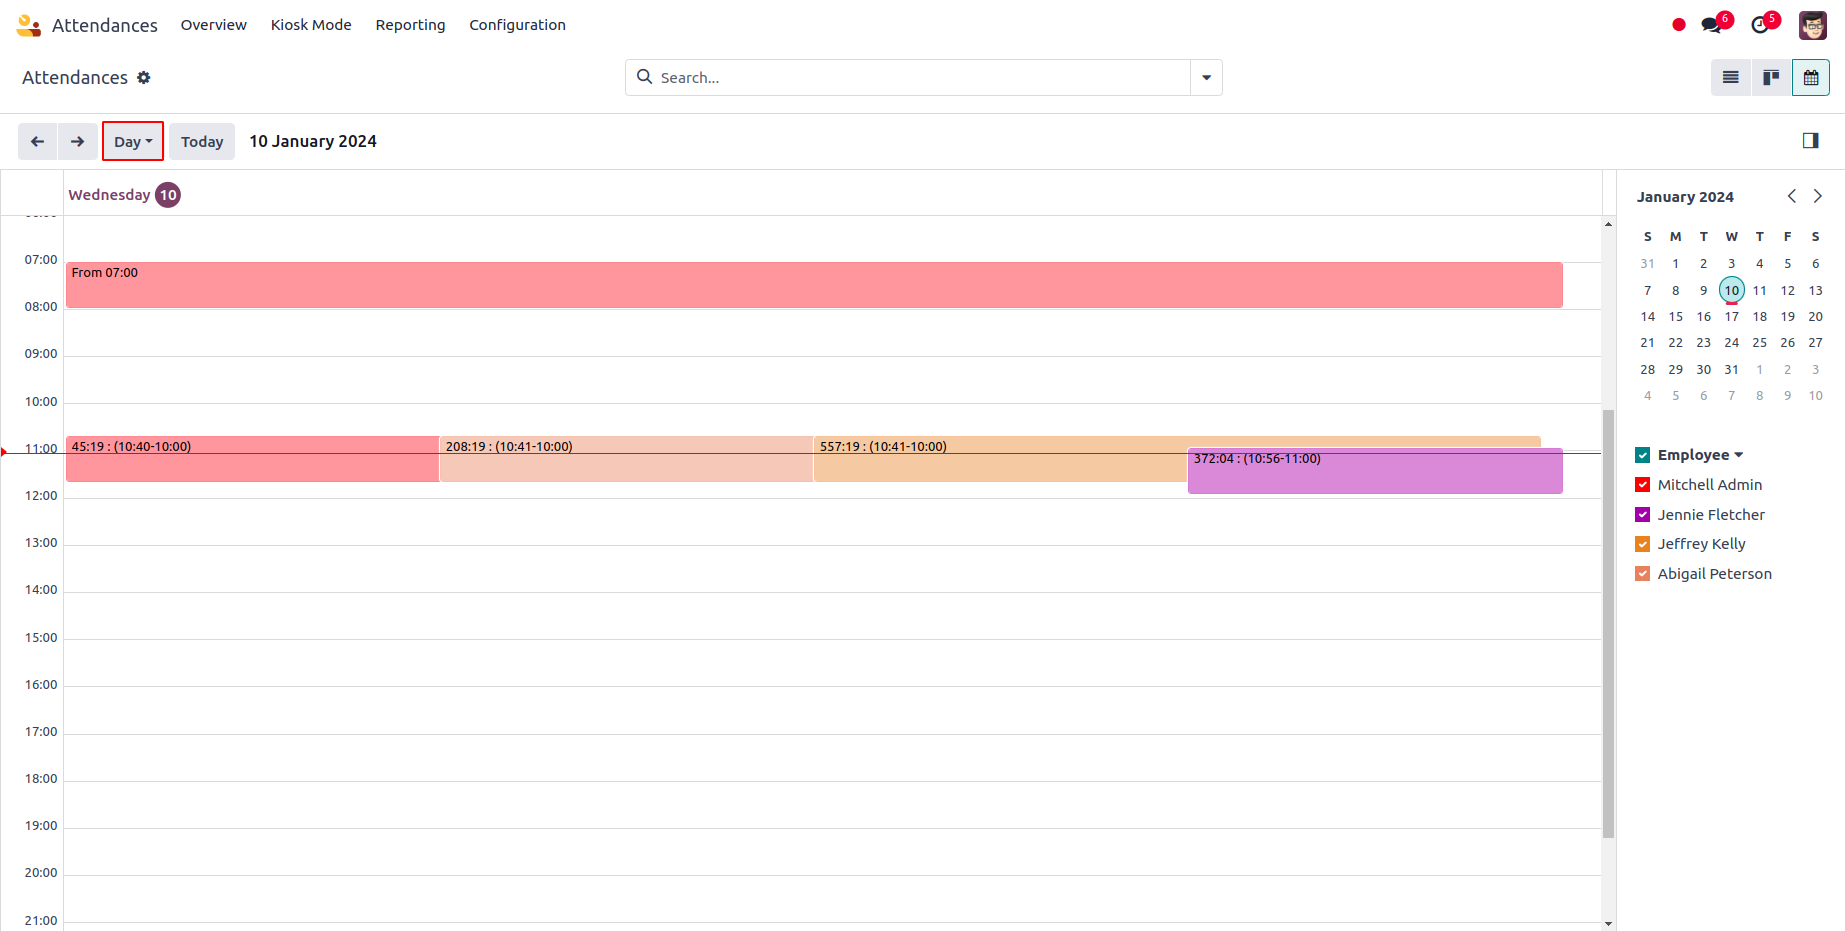 Attendances Overview Kiosk Mode Reporting Configuration 6 5
Attendances Search...
Day Today 10 January 2024
Wednesday 10
07:00
From 07:00
08:00
09:00
10:00
11:00
45:19 : (10:40-10:00) 208:19 : (10:41-10:00) 557:19 : (10:41-10:00)
372:04 : (10:56-11:00)
12:00
13:00
14:00
15:00
16:00
17:00
18:00
19:00
20:00
21:00
January 2024
S M T W T F S
31 1 2 3 4 5 6
7 8 9 10 11 12 13
14 15 16 17 18 19 20
21 22 23 24 25 26 27
28 29 30 31 1 2 3
4 5 6 7 8 9 10
Employee
Mitchell Admin
Jennie Fletcher
Jeffrey Kelly
Abigail Peterson